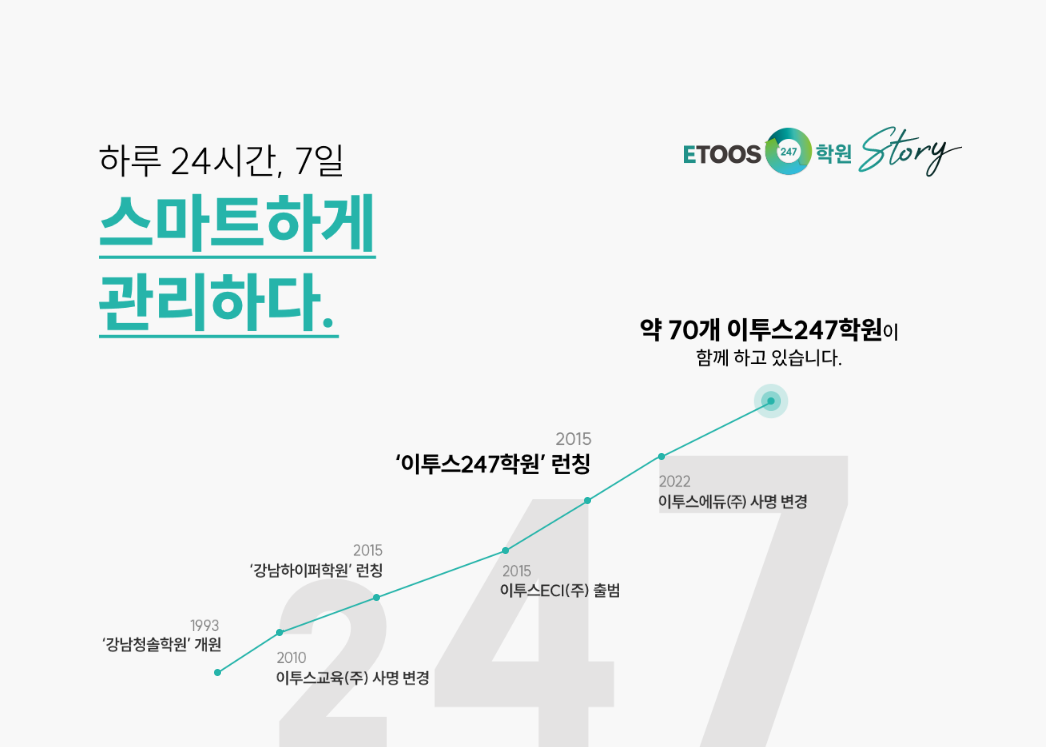 하루 24시간, 7일
스마트하게
관리하다.
ETOOS 247 학원 Story
약 70개 이투스247학원이
함께 하고 있습니다.
2015
‘이투스247학원’ 런칭
2022
이투스에듀(주) 사명 변경
2015
‘강남하이퍼학원’ 런칭
2015
이투스ECI(주) 출범
1993
‘강남청솔학원’ 개원
2010
이투스교육(주) 사명 변경
247